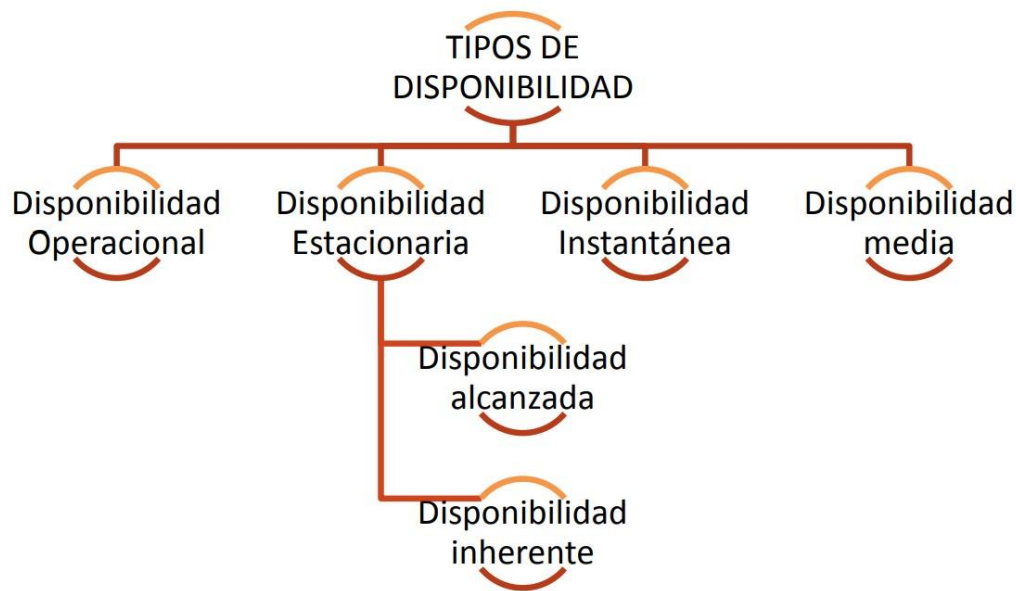 TIPOS DE
DISPONIBILIDAD
Disponibilidad
Operacional
Disponibilidad
Estacionaria
Disponibilidad
Instantánea
Disponibilidad
media
Disponibilidad
alcanzada
Disponibilidad
inherente